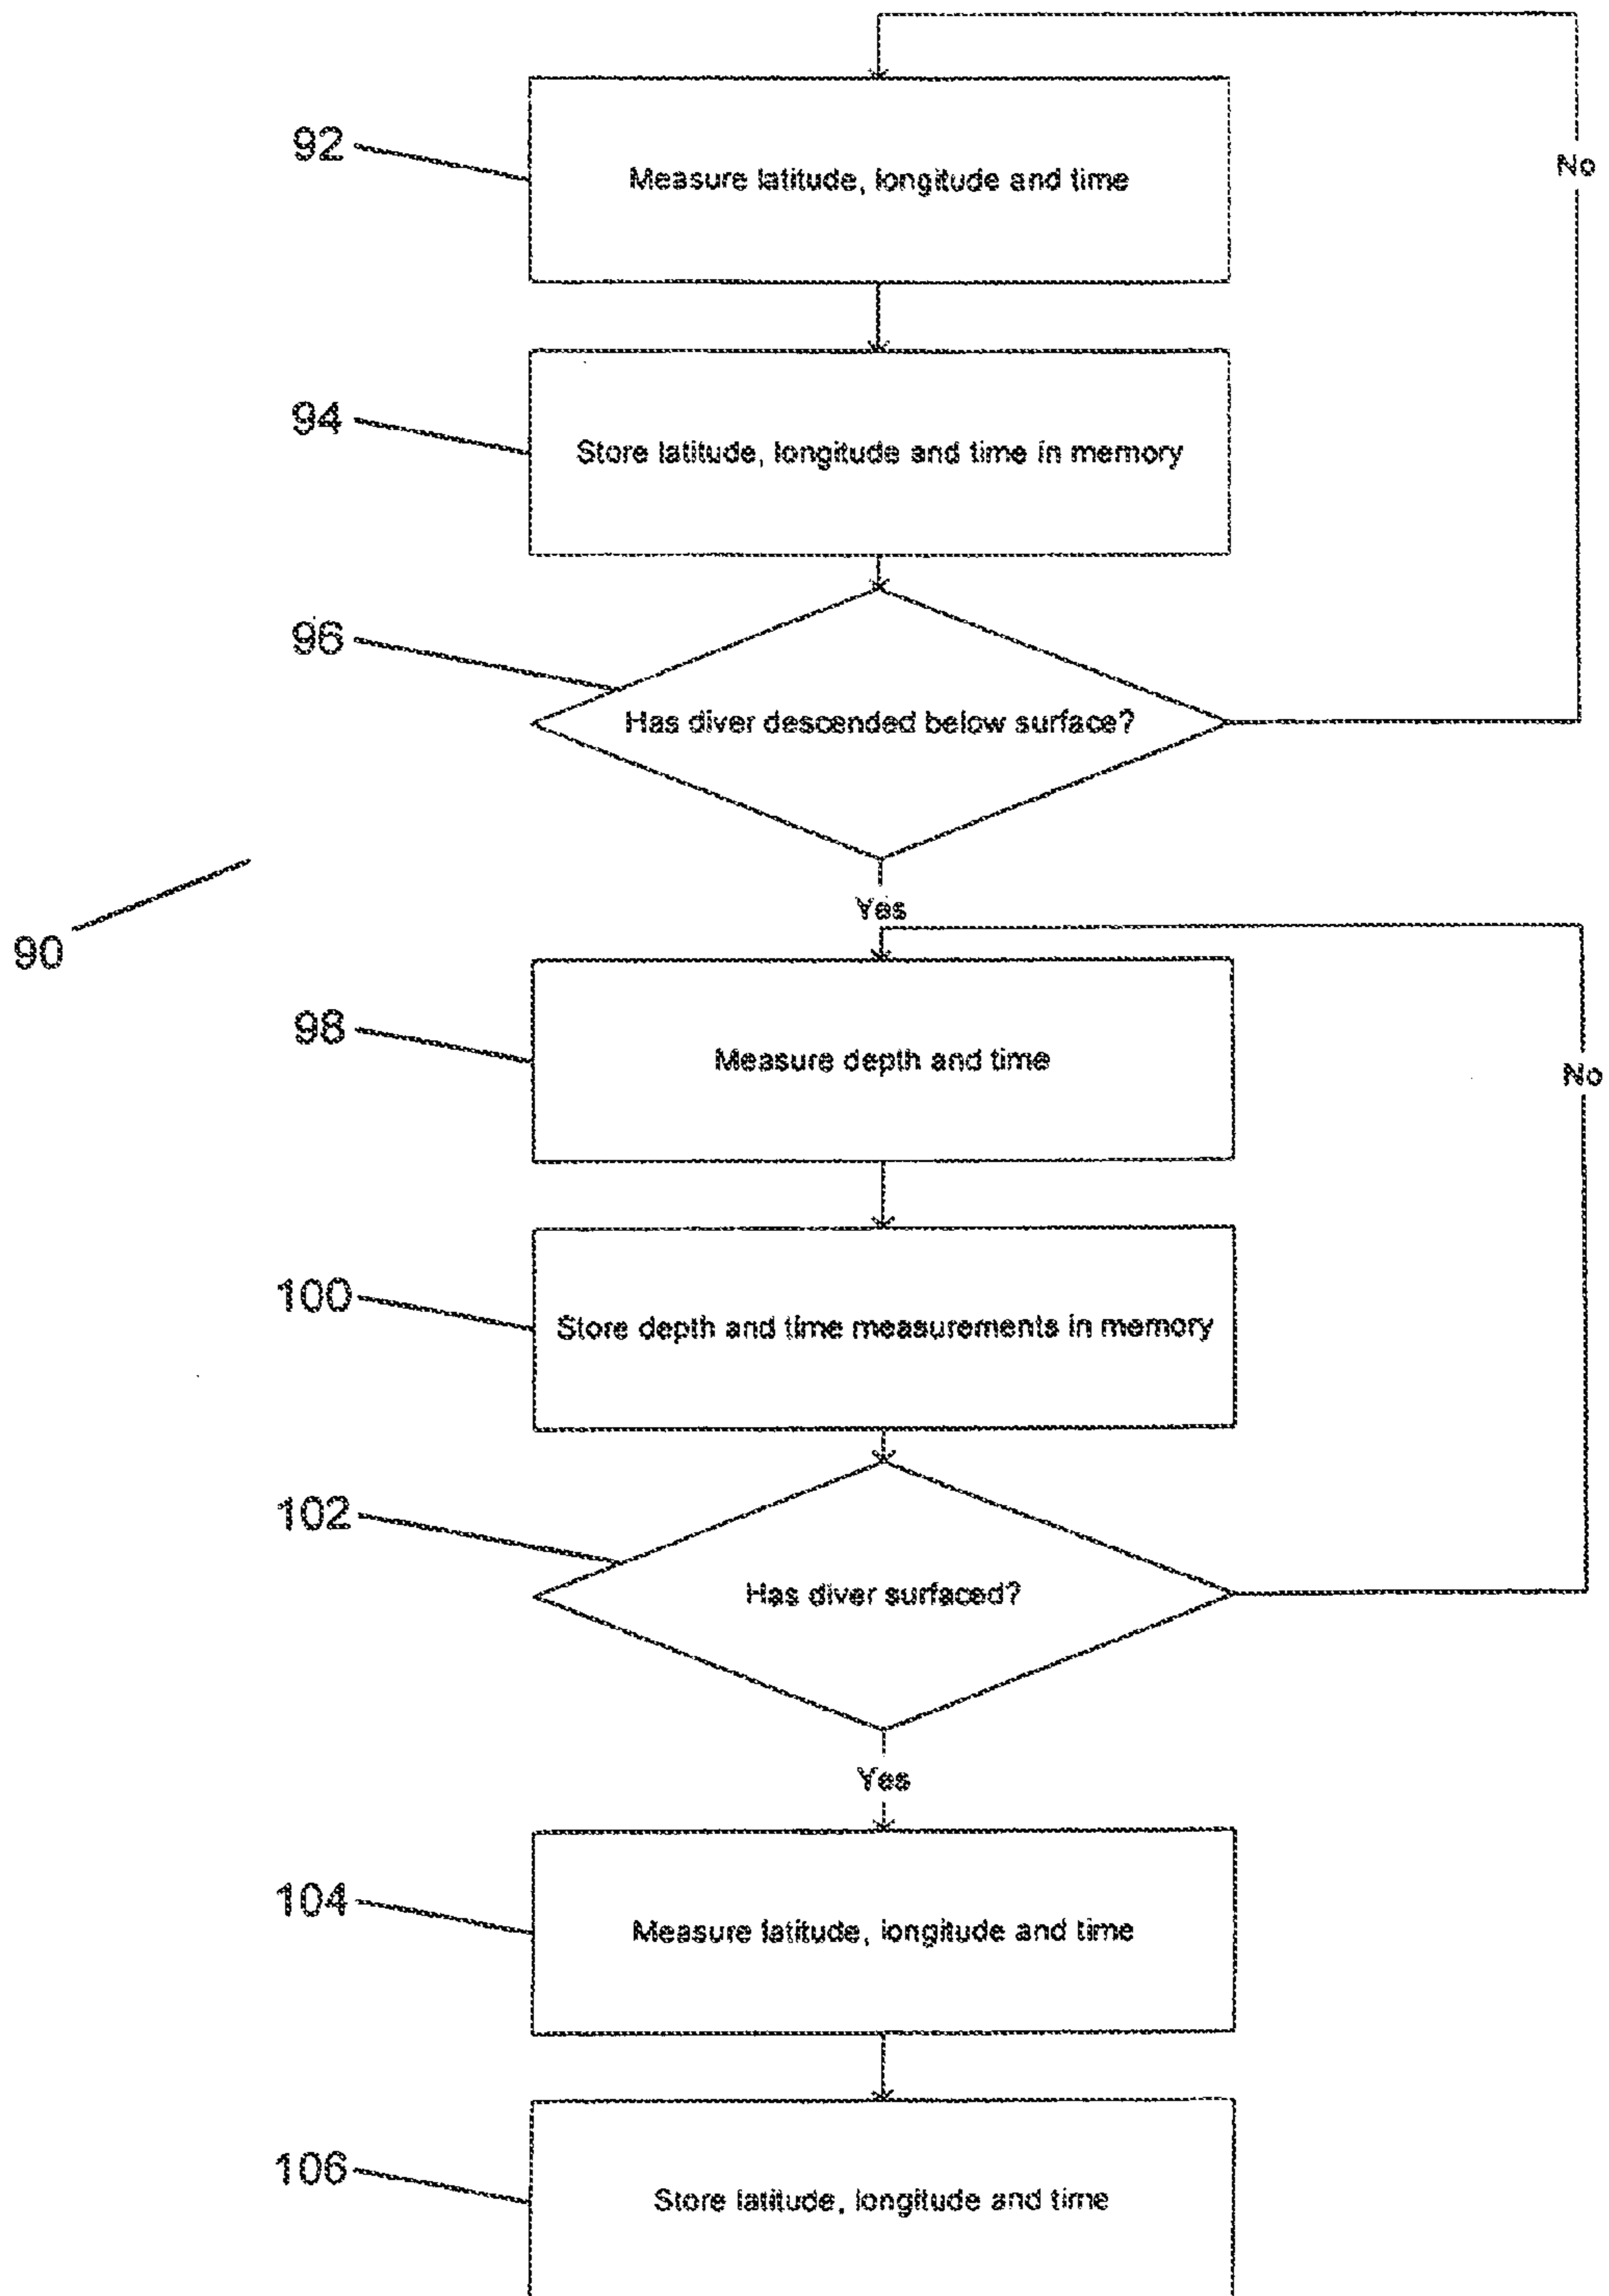 92
Measure latitude, longitude and time
No
94
Store latitude, longitude and time in memory
96
Has diver descended below surface?
Yes
90
98
Measure depth and time
No
100
Store depth and time measurements in memory
102
Has diver surfaced?
Yes
104
Measure latitude, longitude and time
106
Store latitude, longitude and time